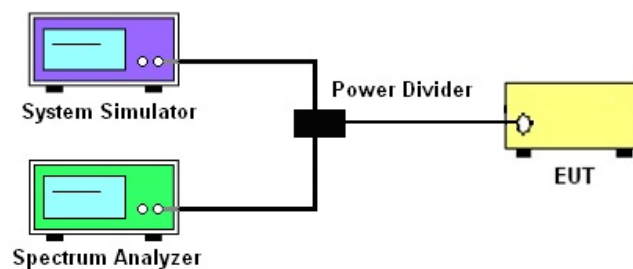 System Simulator
Power Divider
EUT
Spectrum Analyzer